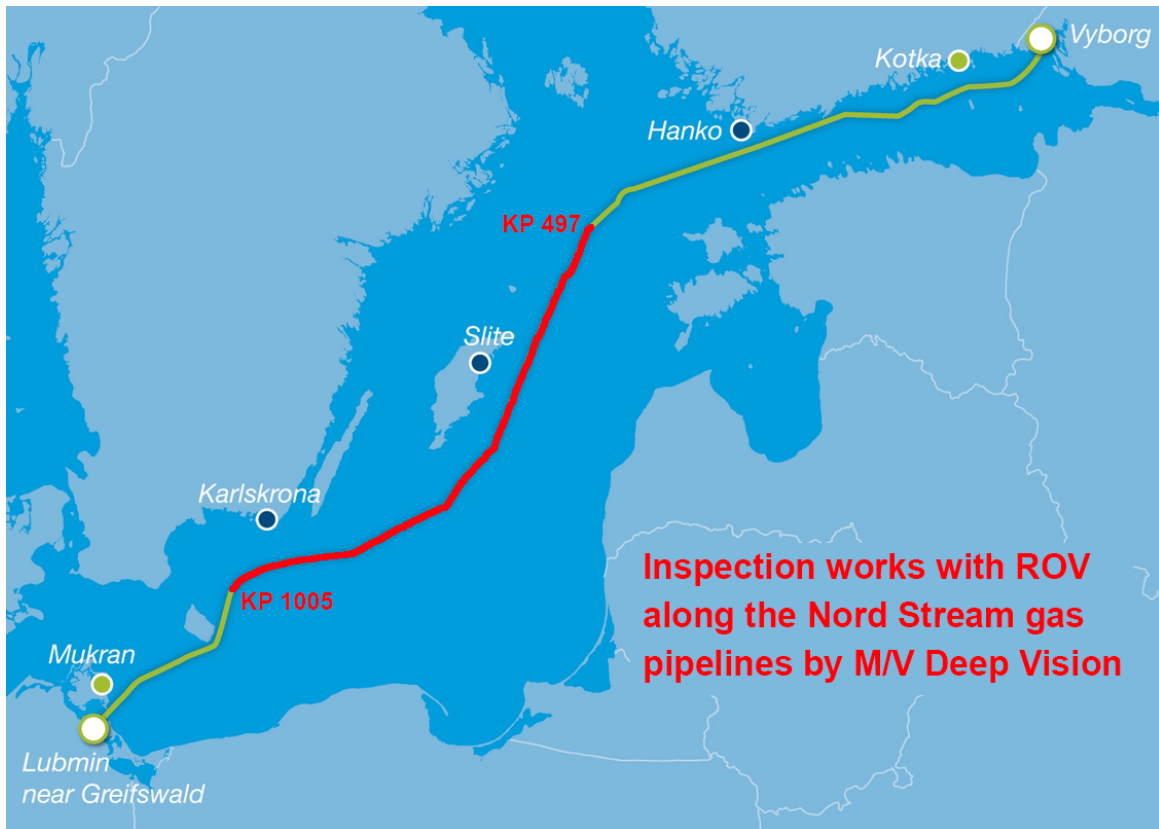 Vyborg
Kotka
Hanko
KP 497
Slite
Karlskrona
KP 1005
Inspection works with ROV
along the Nord Stream gas
pipelines by M/V Deep Vision
Mukran
Lubmin
near Greifswald